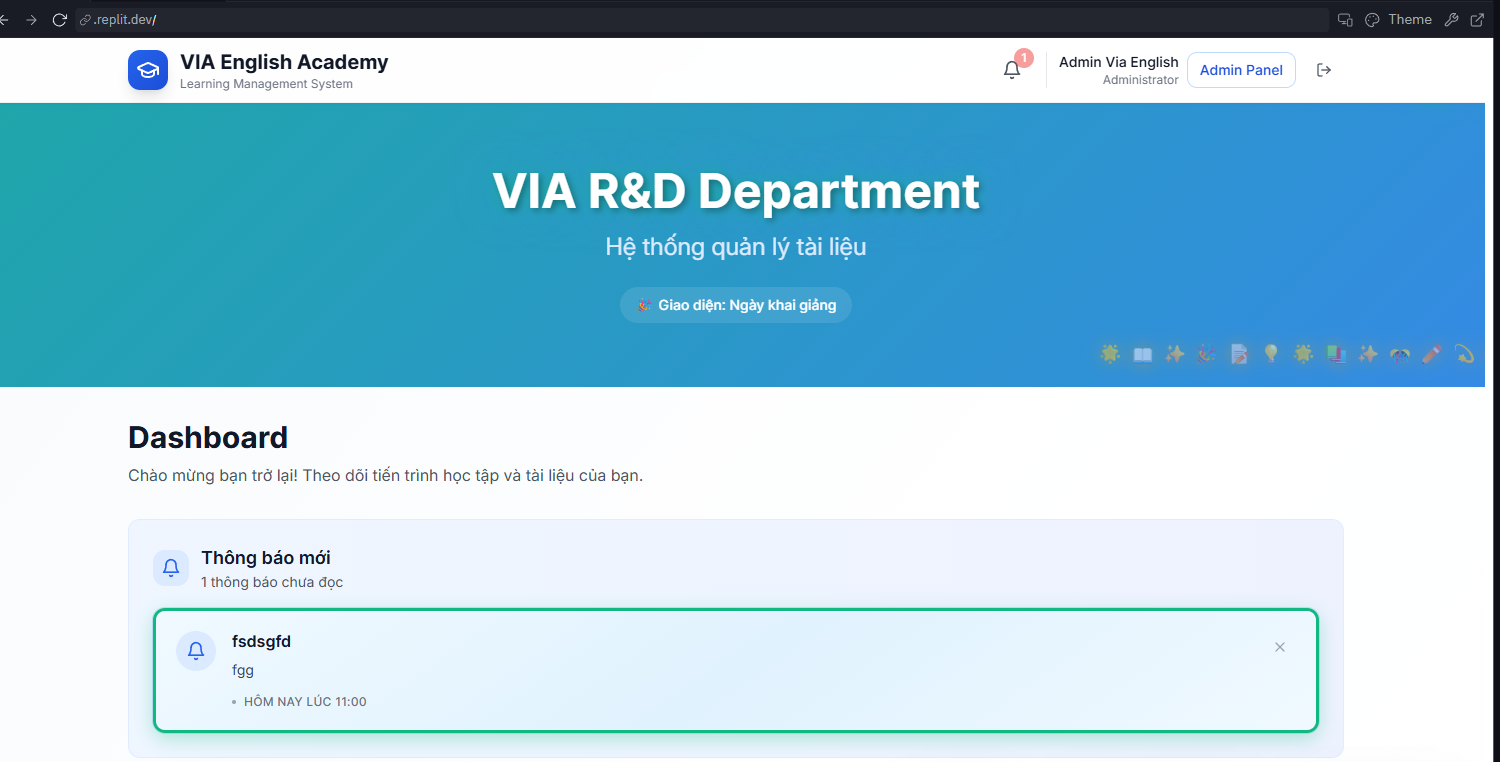 .replit.dev/
Theme
VIA English Academy
Learning Management System
1
Admin Via English
Administrator
Admin Panel
VIA R&D Department
Hệ thống quản lý tài liệu
🎉 Giao diện: Ngày khai giảng
Dashboard
Chào mừng bạn trở lại! Theo dõi tiến trình học tập và tài liệu của bạn.
Thông báo mới
1 thông báo chưa đọc
fsdsgfd
fgg
• HÔM NAY LÚC 11:00